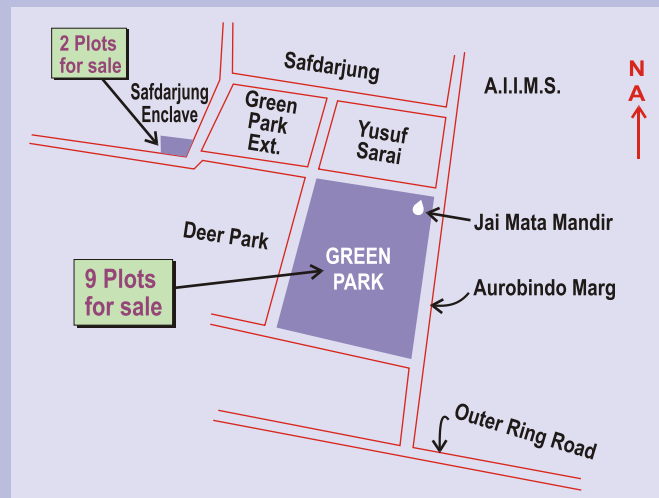 2 Plots
for sale
Safdarjung
Enclave
Safdarjung
A.I.I.M.S.
N
A
Green
Park
Ext.
Yusuf
Sarai
Jai Mata Mandir
Deer Park
GREEN
PARK
9 Plots
for sale
Aurobindo Marg
Outer Ring Road